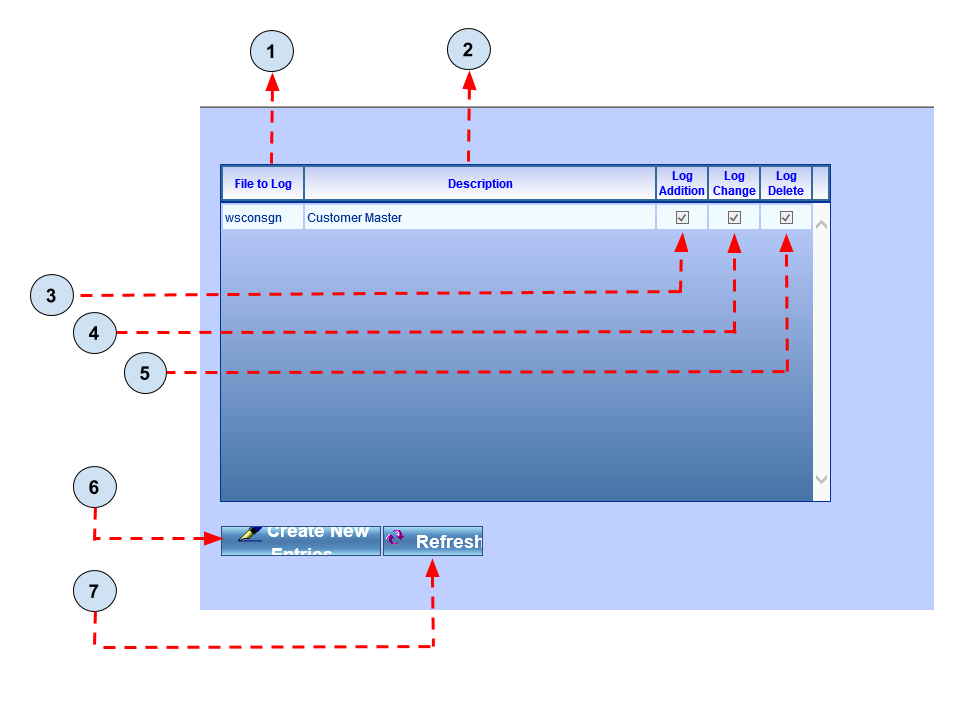 1
2
File to Log
Description
Log
Addition
Log
Change
Log
Delete
wsconsgn
Customer Master
3
4
5
6
Create New
Entries
Refresh
7